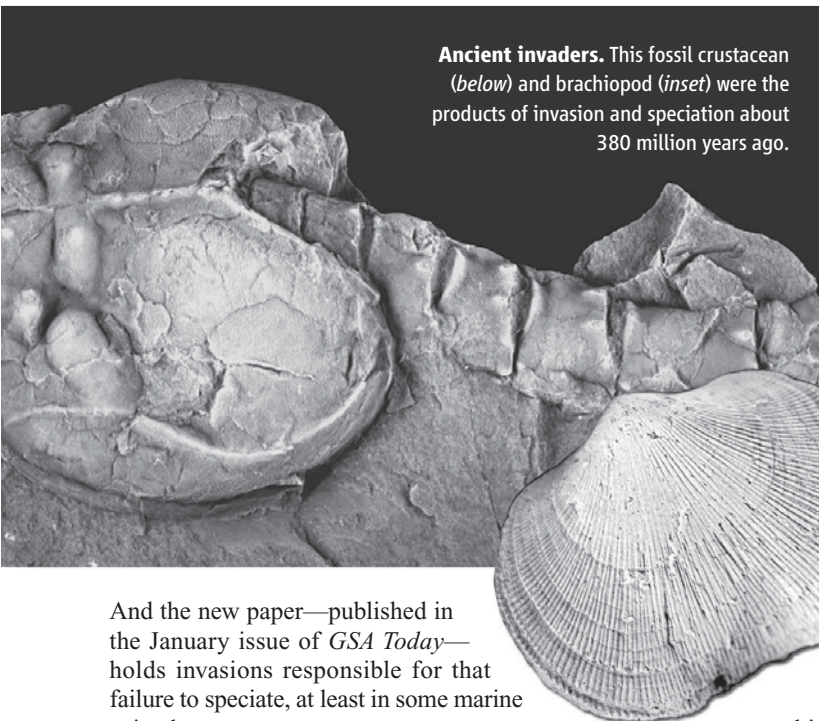 Ancient invaders. This fossil crustacean
(below) and brachiopod (inset) were the
products of invasion and speciation about
380 million years ago.
And the new paper—published in
the January issue of GSA Today—
holds invasions responsible for that
failure to speciate, at least in some marine